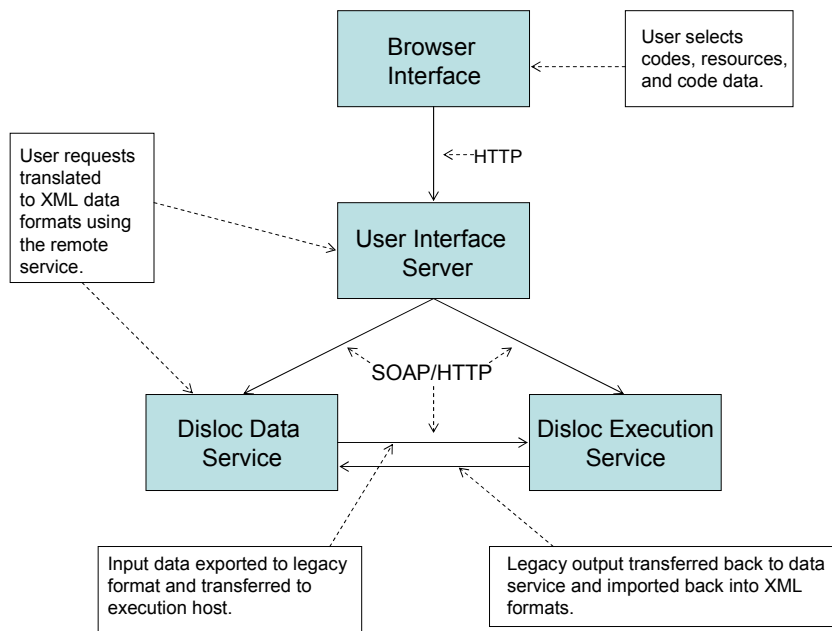 Browser
Interface
User selects
codes, resources,
and code data.
HTTP
User requests
translated
to XML data
formats using
the remote
service.
User Interface
Server
SOAP/HTTP
Disloc Data
Service
Disloc Execution
Service
Input data exported to legacy
format and transferred to
execution host.
Legacy output transferred back to data
service and imported back into XML
formats.